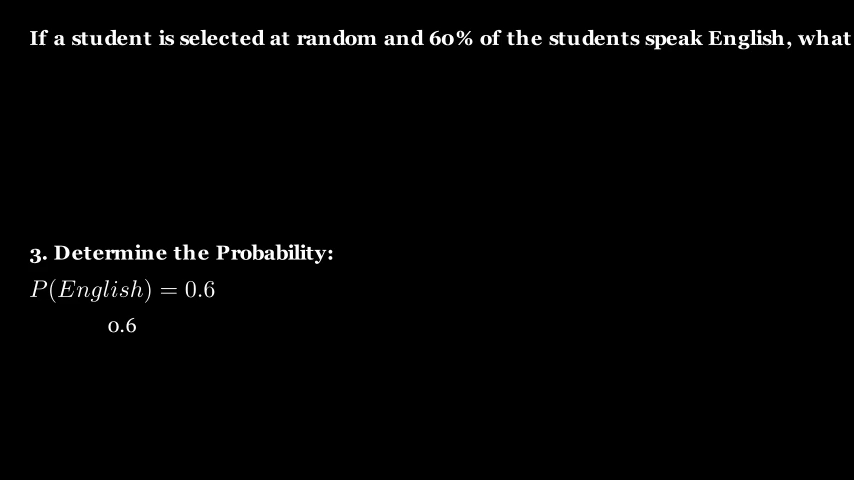 If a student is selected at random and 60% of the students speak English, what
3. Determine the Probability:
P(English) = 0.6
0.6